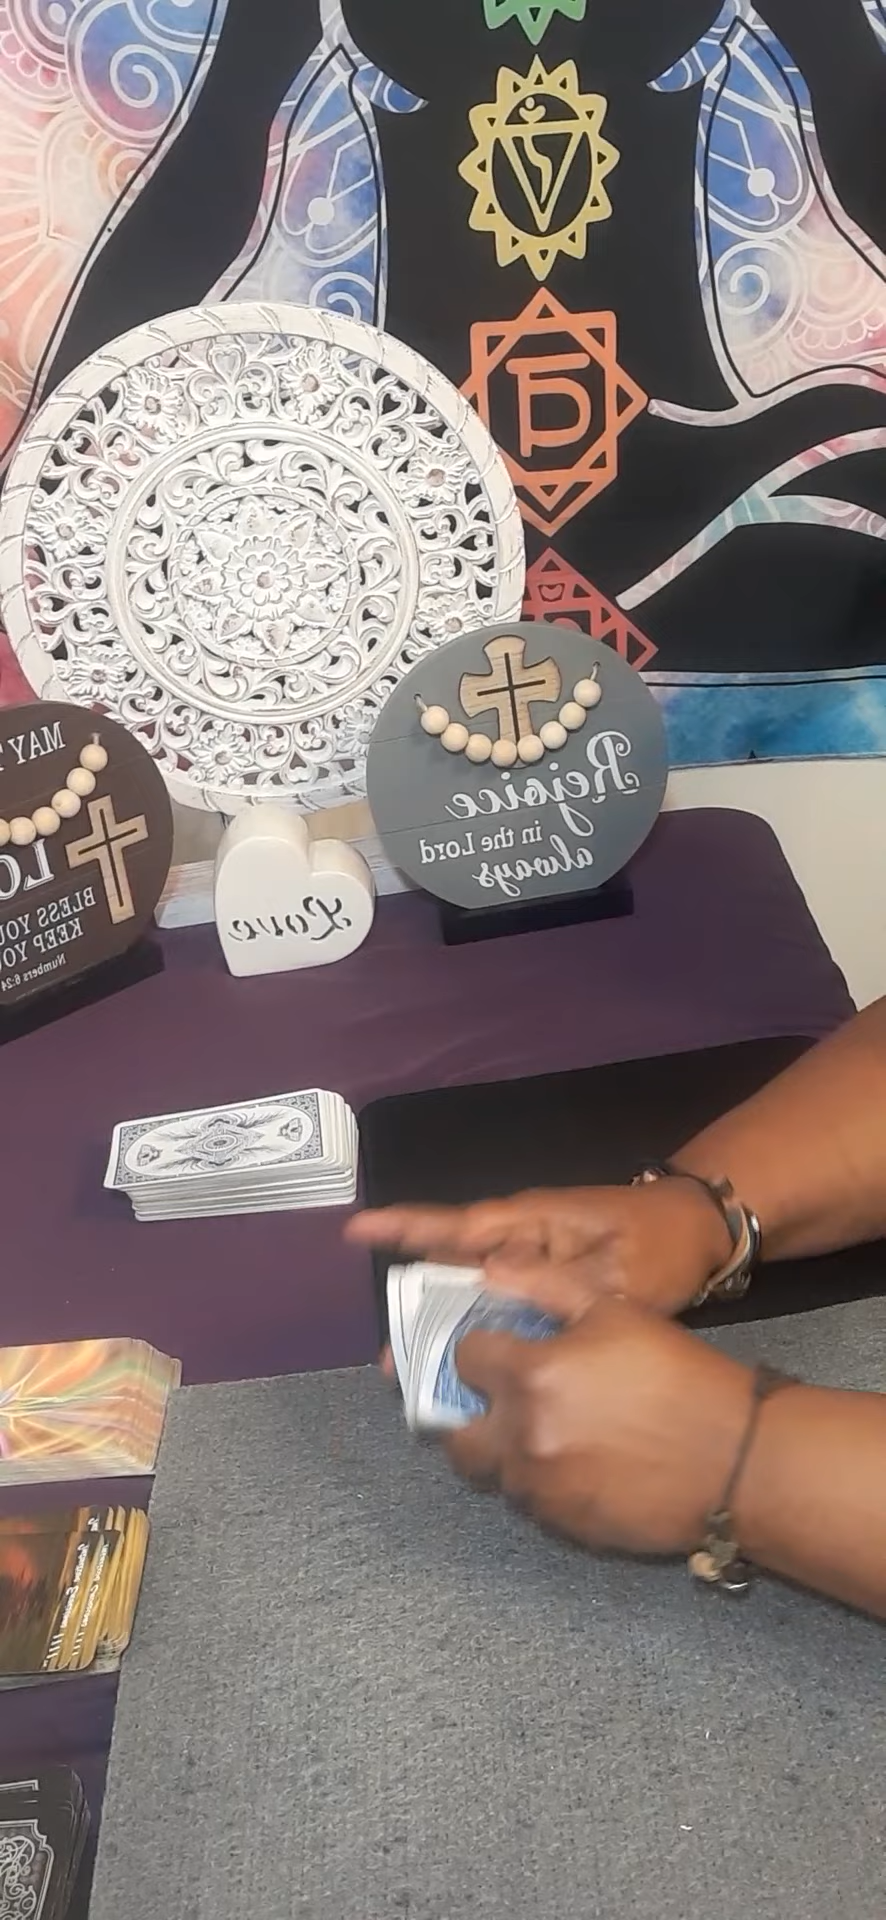 MAY
LO
BLESS YOU
KEEP YOU
Numbers 6:24
Love
Rejoice
in the Lord
always